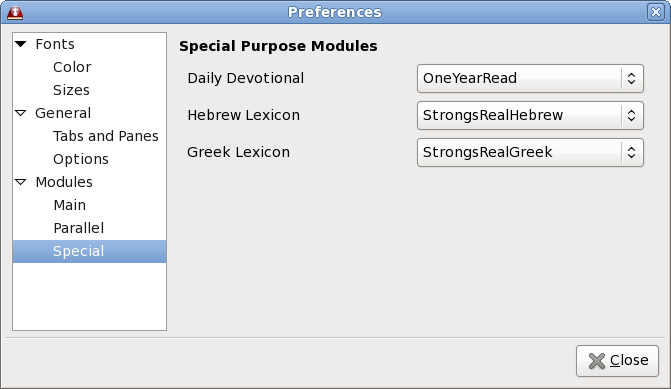 Preferences
Fonts
Color
Sizes
General
Tabs and Panes
Options
Modules
Main
Parallel
Special
Special Purpose Modules
Daily Devotional OneYearRead
Hebrew Lexicon StrongsRealHebrew
Greek Lexicon StrongsRealGreek
Close